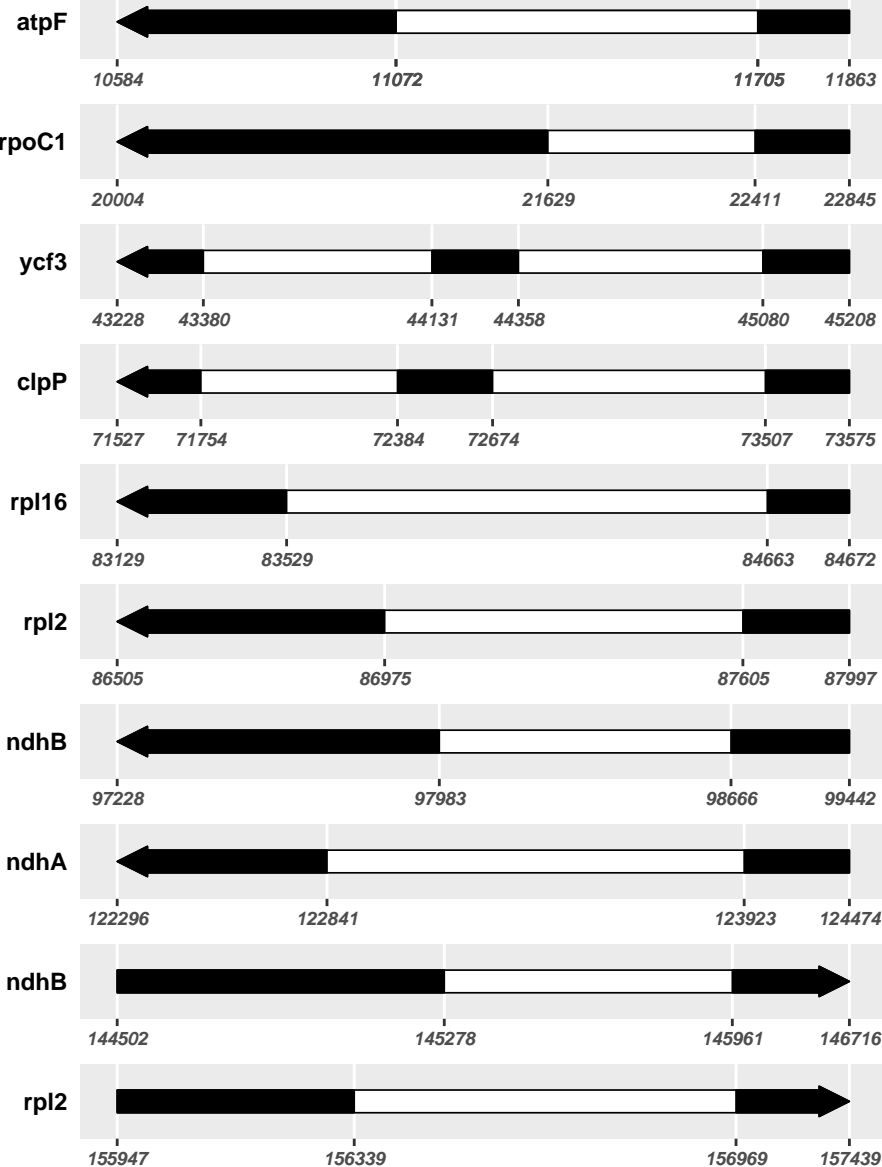 atpF
10584 11072 11705 11863
rpoC1
20004 21629 22411 22845
ycf3
43228 43380 44131 44358 45080 45208
clpP
71527 71754 72384 72674 73507 73575
rpl16
83129 83529 84663 84672
rpl2
86505 86975 87605 87997
ndhB
97228 97983 98666 99442
ndhA
122296 122841 123923 124474
ndhB
144502 145278 145961 146716
rpl2
155947 156339 156969 157439